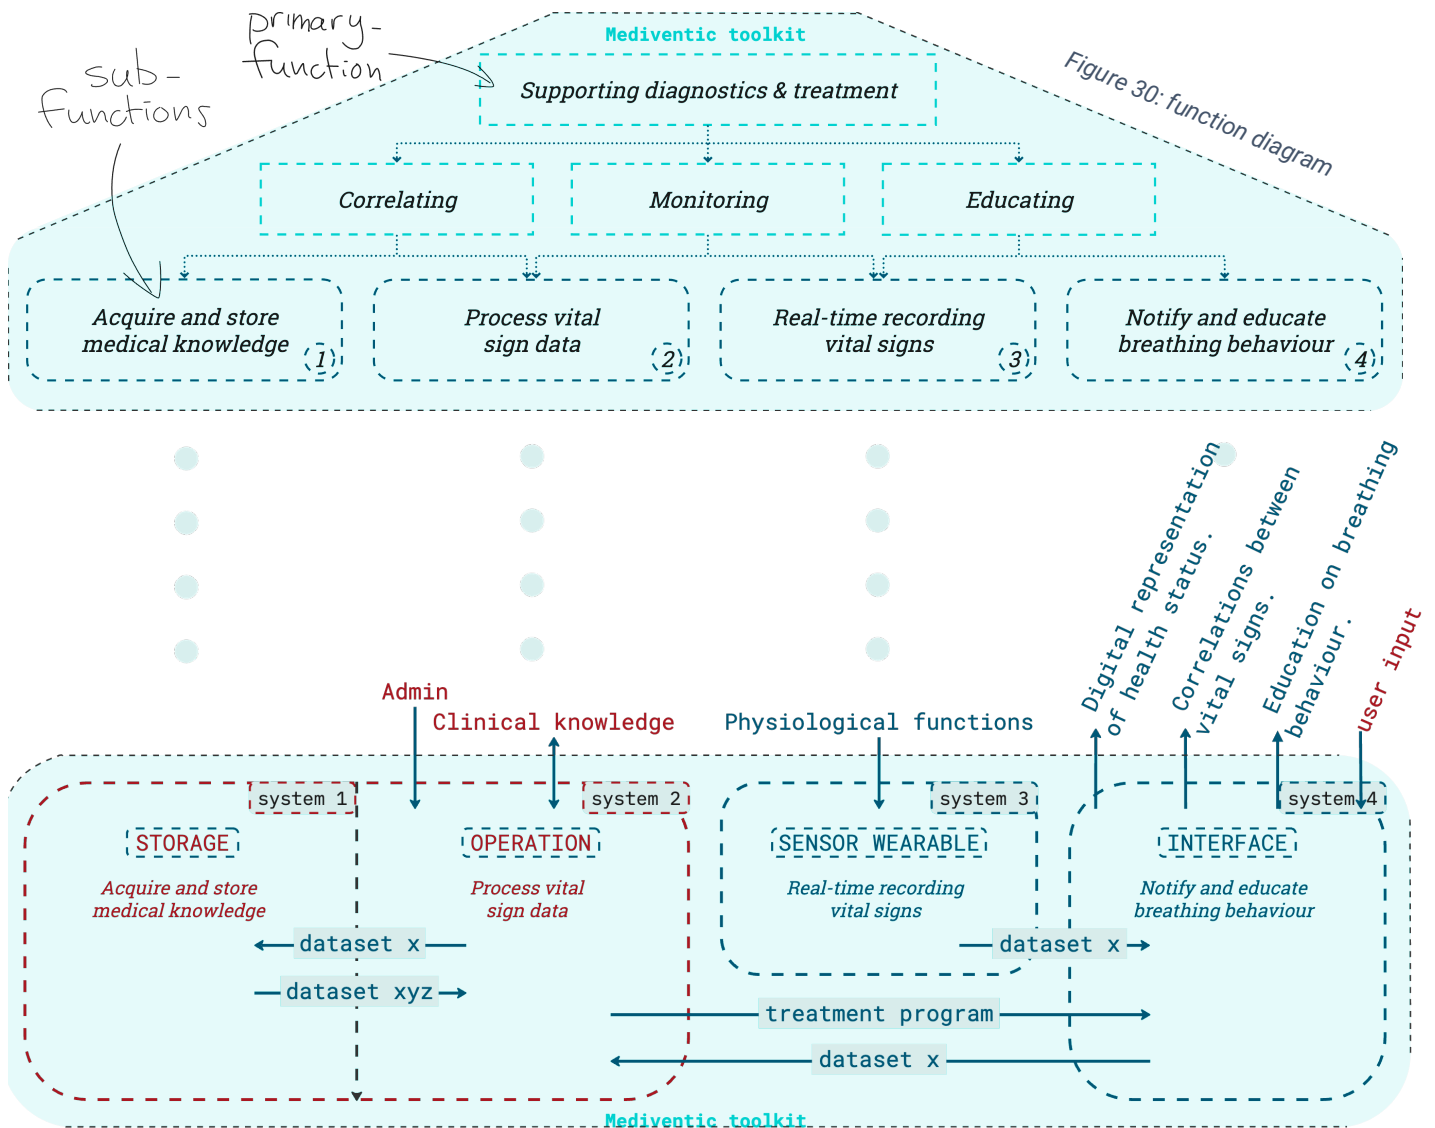 primary-
function
Mediventic toolkit
sub-
functions
Figure 30: function diagram
Supporting diagnostics & treatment
Correlating
Monitoring
Educating
Acquire and store
medical knowledge
1
Process vital
sign data
2
Real-time recording
vital signs
3
Notify and educate
breathing behaviour
4
Digital representation
of health status.
Correlations between
vital signs.
Education on breathing
behaviour.
user input
Admin
Clinical knowledge
Physiological functions
system 1
system 2
system 3
system 4
STORAGE
OPERATION
SENSOR WEARABLE
INTERFACE
Acquire and store
medical knowledge
Process vital
sign data
Real-time recording
vital signs
Notify and educate
breathing behaviour
dataset x
dataset x
dataset xyz
treatment program
dataset x
Mediventic toolkit